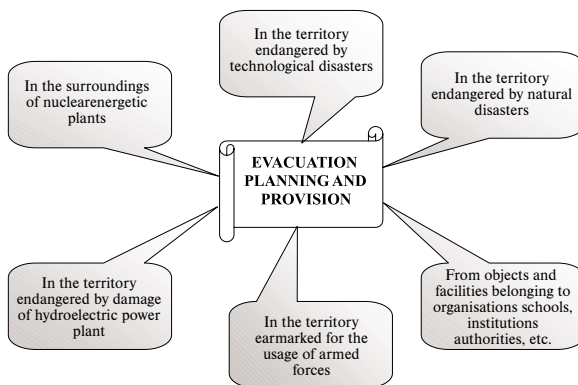 In the territory
endangered by
technological disasters
In the surroundings
of nuclearenergetic
plants
In the territory
endangered by natural
disasters
EVACUATION
PLANNING AND
PROVISION
In the territory
endangered by damage
of hydroelectric power
plant
In the territory
earmarked for the
usage of armed
forces
From objects and
facilities belonging to
organisations schools,
institutions
authorities, etc.